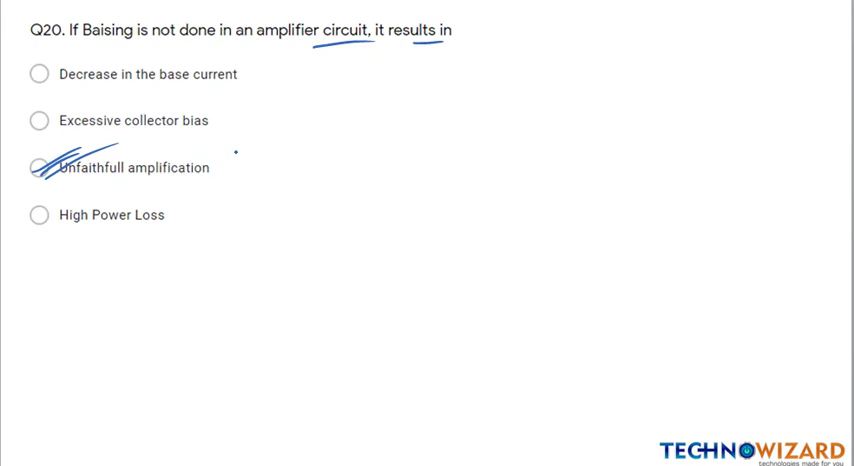 Q20. If Baising is not done in an amplifier circuit, it results in
Decrease in the base current
Excessive collector bias
Unfaithfull amplification
High Power Loss
TECHNOWIZARD
technologies made for you